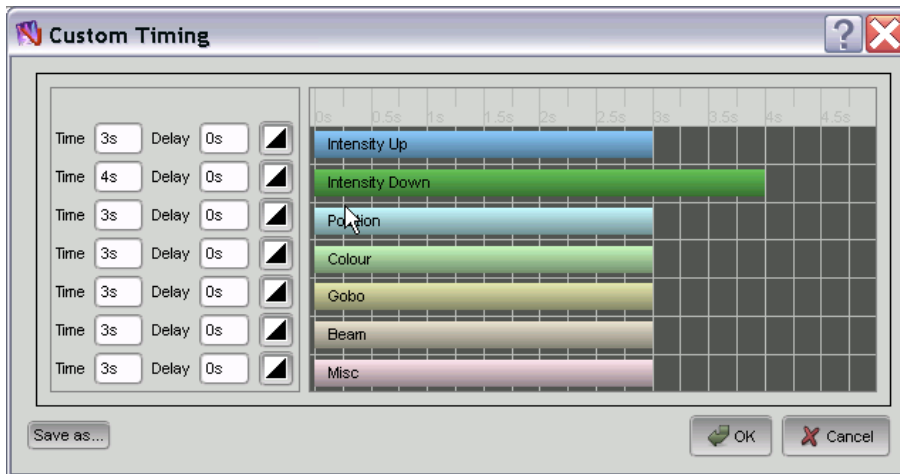 Custom Timing
0s 0.5s 1s 1.5s 2s 2.5s 3s 3.5s 4s 4.5s
Time 3s Delay 0s Intensity Up
Time 4s Delay 0s Intensity Down
Time 3s Delay 0s Position
Time 3s Delay 0s Colour
Time 3s Delay 0s Gobo
Time 3s Delay 0s Beam
Time 3s Delay 0s Misc
Save as... OK Cancel